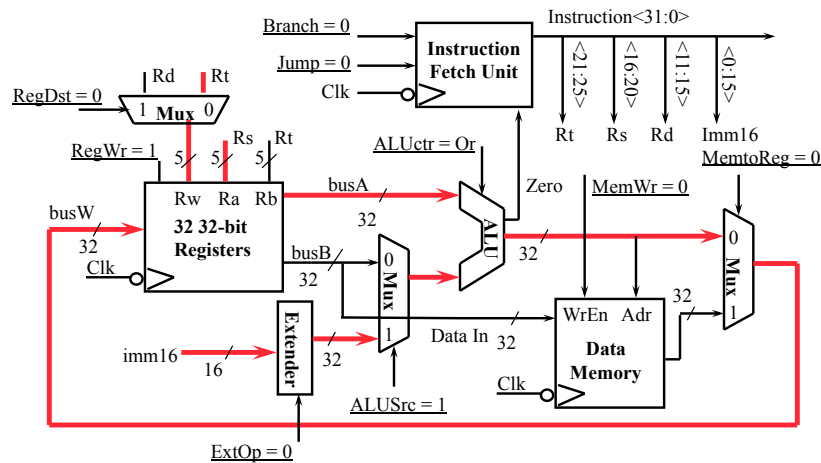 Branch = 0
Instruction<31:0>
Instruction
Fetch Unit
Jump = 0
Clk
<21:25>
<16:20>
<11:15>
<0:15>
Rt
Rs
Rd
Imm16
Rd
Rt
RegDst = 0
1
Mux
0
RegWr = 1
5
5
5
Rs
Rt
ALUctr = Or
Zero
MemWr = 0
MemtoReg = 0
busW
32
Rw
Ra
Rb
32 32-bit
Registers
Clk
busA
32
busB
32
0
Mux
1
ALU
32
0
Mux
1
imm16
16
Extender
32
Data In
32
WrEn
Adr
Data
Memory
32
Clk
ALUSrc = 1
ExtOp = 0